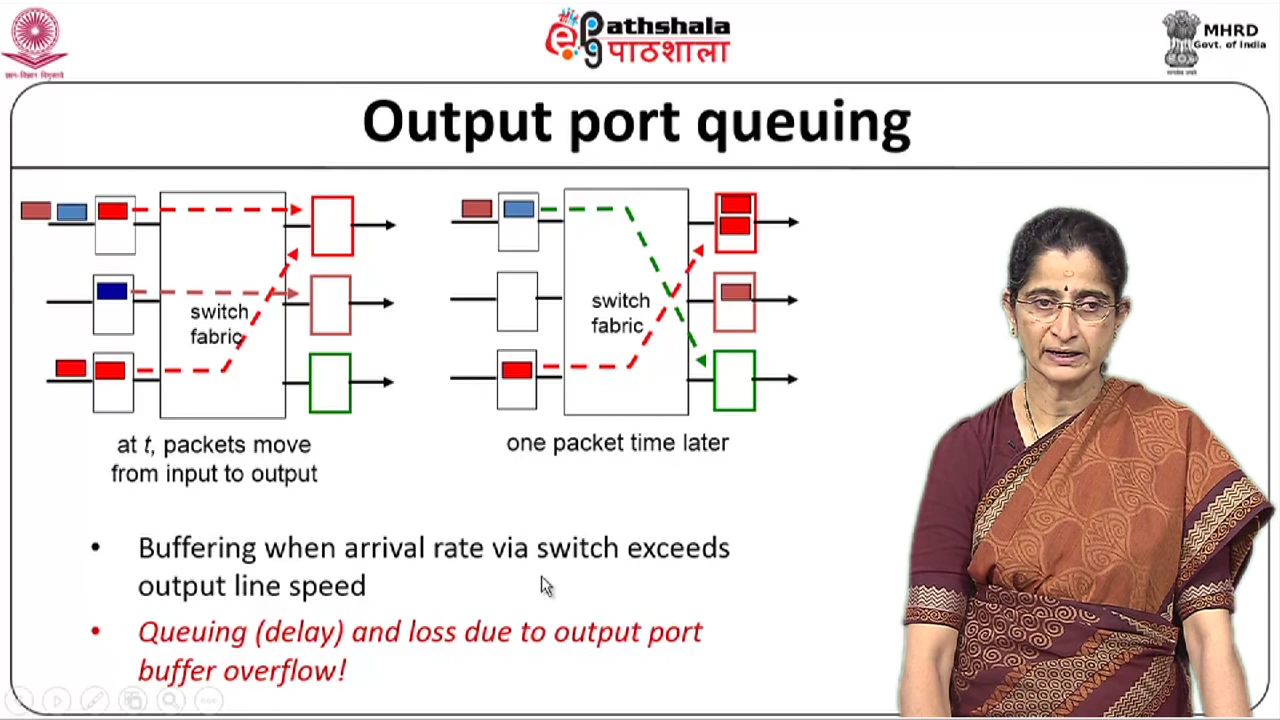 ePg Pathshala
पाठशाला
MHRD
Govt. of India
Output port queuing
switch
fabric
at t, packets move
from input to output
switch
fabric
one packet time later
• Buffering when arrival rate via switch exceeds
output line speed
• Queuing (delay) and loss due to output port
buffer overflow!